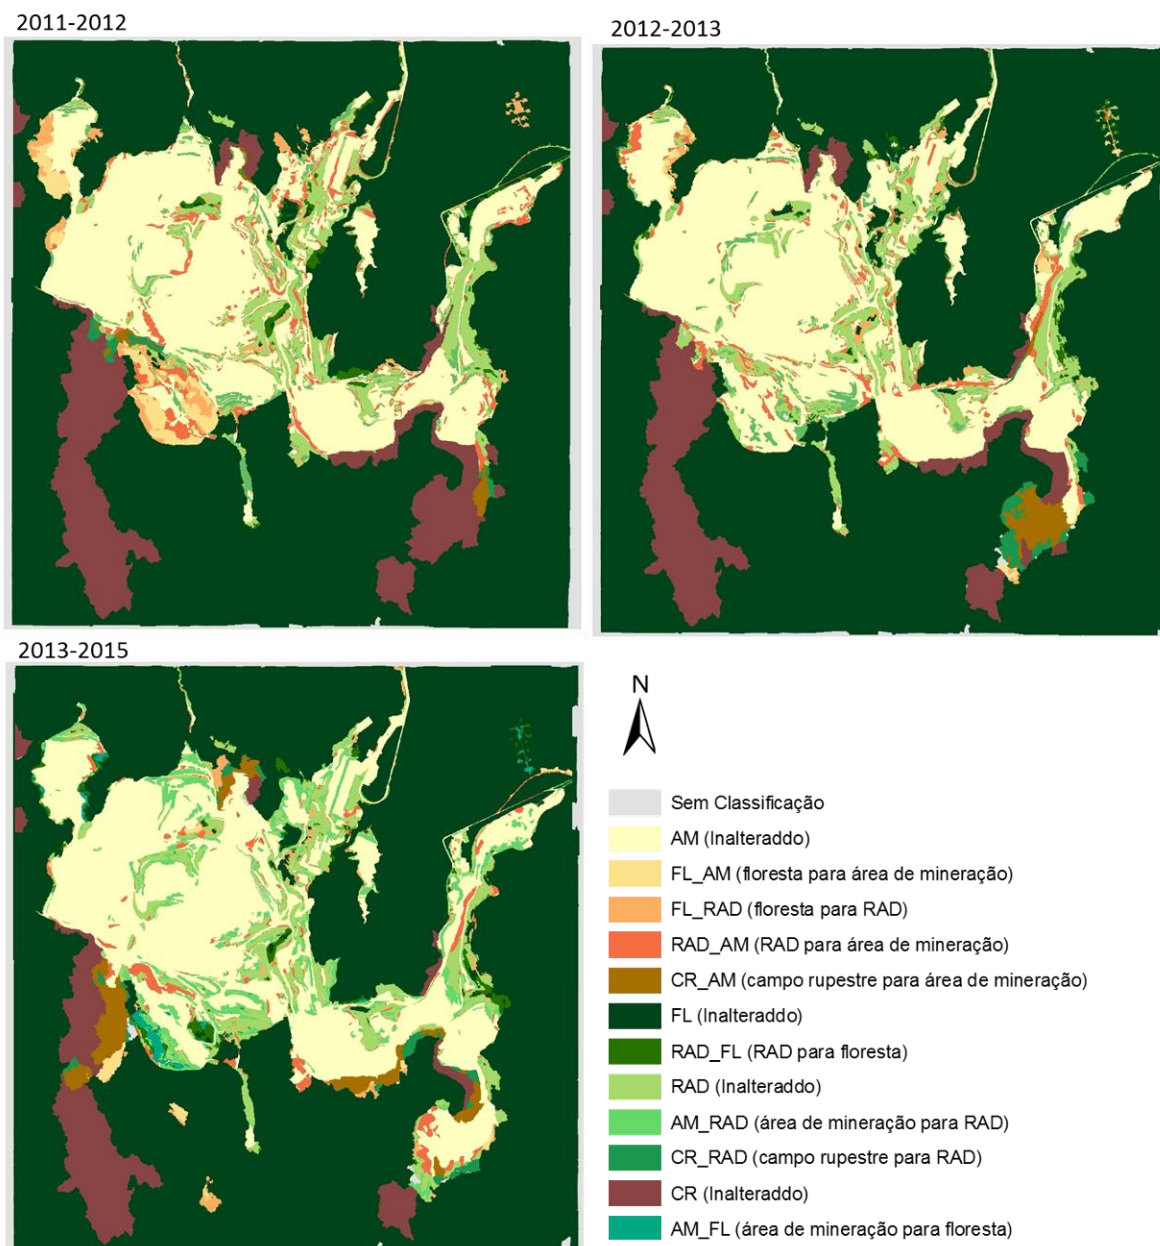 2011-2012
2012-2013
2013-2015
N
Sem Classificação
AM (Inalteraddo)
FL_AM (floresta para área de mineração)
FL_RAD (floresta para RAD)
RAD_AM (RAD para área de mineração)
CR_AM (campo rupestre para área de mineração)
FL (Inalteraddo)
RAD_FL (RAD para floresta)
RAD (Inalteraddo)
AM_RAD (área de mineração para RAD)
CR_RAD (campo rupestre para RAD)
CR (Inalteraddo)
AM_FL (área de mineração para floresta)